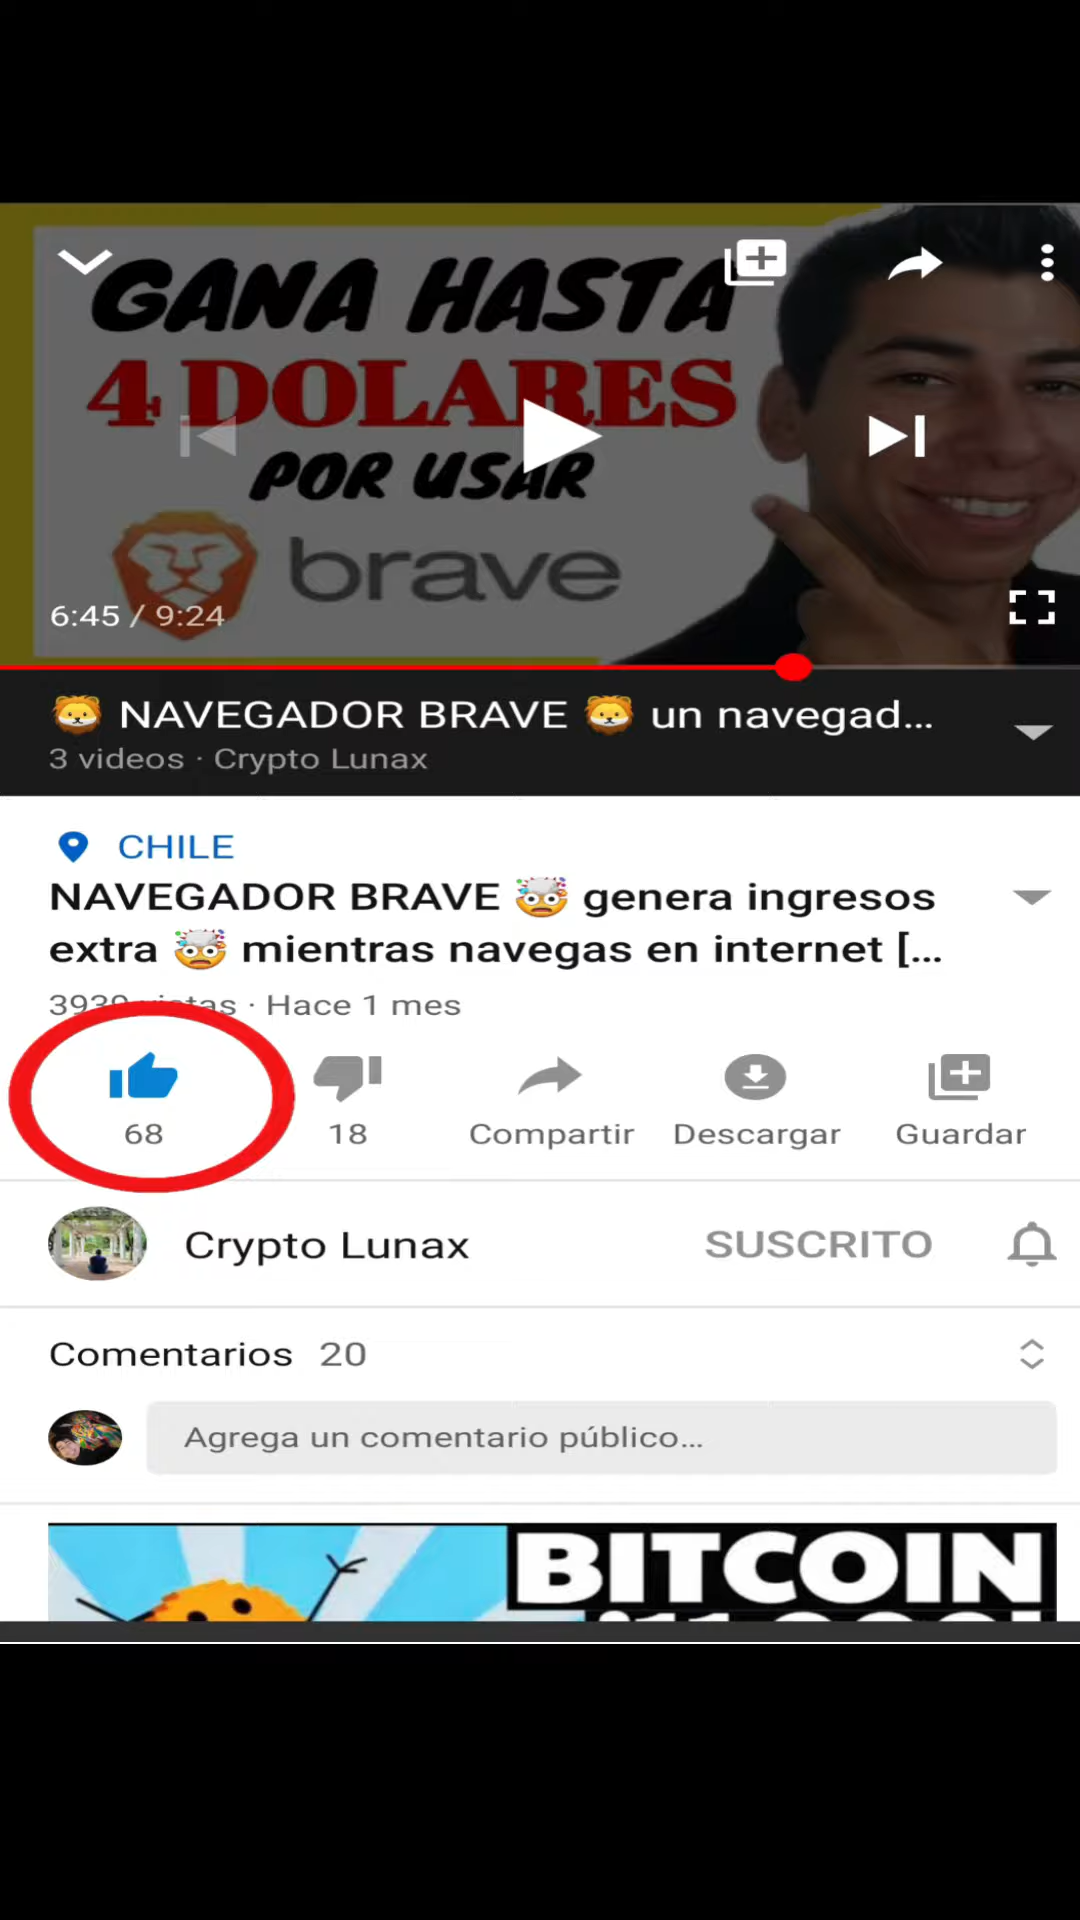 GANA HASTA
4 DOLARES
POR USAR
brave
6:45 / 9:24
NAVEGADOR BRAVE 🦁 un navegad...
3 videos · Crypto Lunax
CHILE
NAVEGADOR BRAVE 🤯 genera ingresos
extra 🤯 mientras navegas en internet [...
3939 vistas · Hace 1 mes
68
18
Compartir
Descargar
Guardar
Crypto Lunax
SUSCRITO
Comentarios 20
Agrega un comentario público...
BITCOIN